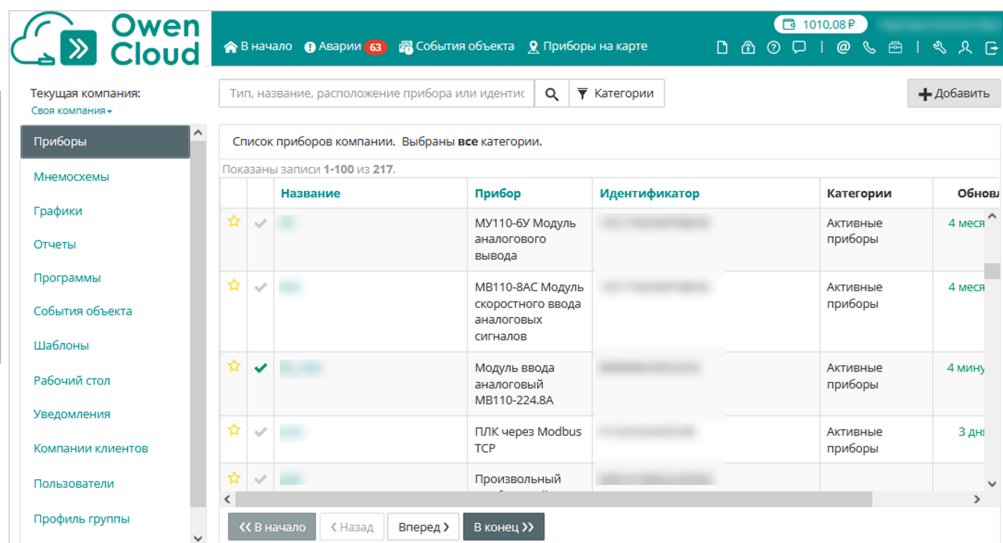 Owen
Cloud
1010,08 ₽
В начало Аварии 63 События объекта Приборы на карте
Текущая компания:
Своя компания
Тип, название, расположение прибора или идентис
Категории
Добавить
Приборы
Мнемосхемы
Графики
Отчеты
Программы
События объекта
Шаблоны
Рабочий стол
Уведомления
Компании клиентов
Пользователи
Профиль группы
Список приборов компании. Выбраны все категории.
Показаны записи 1-100 из 217.
Название Прибор Идентификатор Категории Обновл
МУ110-6У Модуль
аналогового
вывода
Активные
приборы
4 меся
МВ110-8АС Модуль
скоростного ввода
аналоговых
сигналов
Активные
приборы
4 меся
Модуль ввода
аналоговый
МВ110-224.8А
Активные
приборы
4 мину
ПЛК через Modbus
TCP
Активные
приборы
3 дн
Произвольный
В начало Назад Вперед В конец